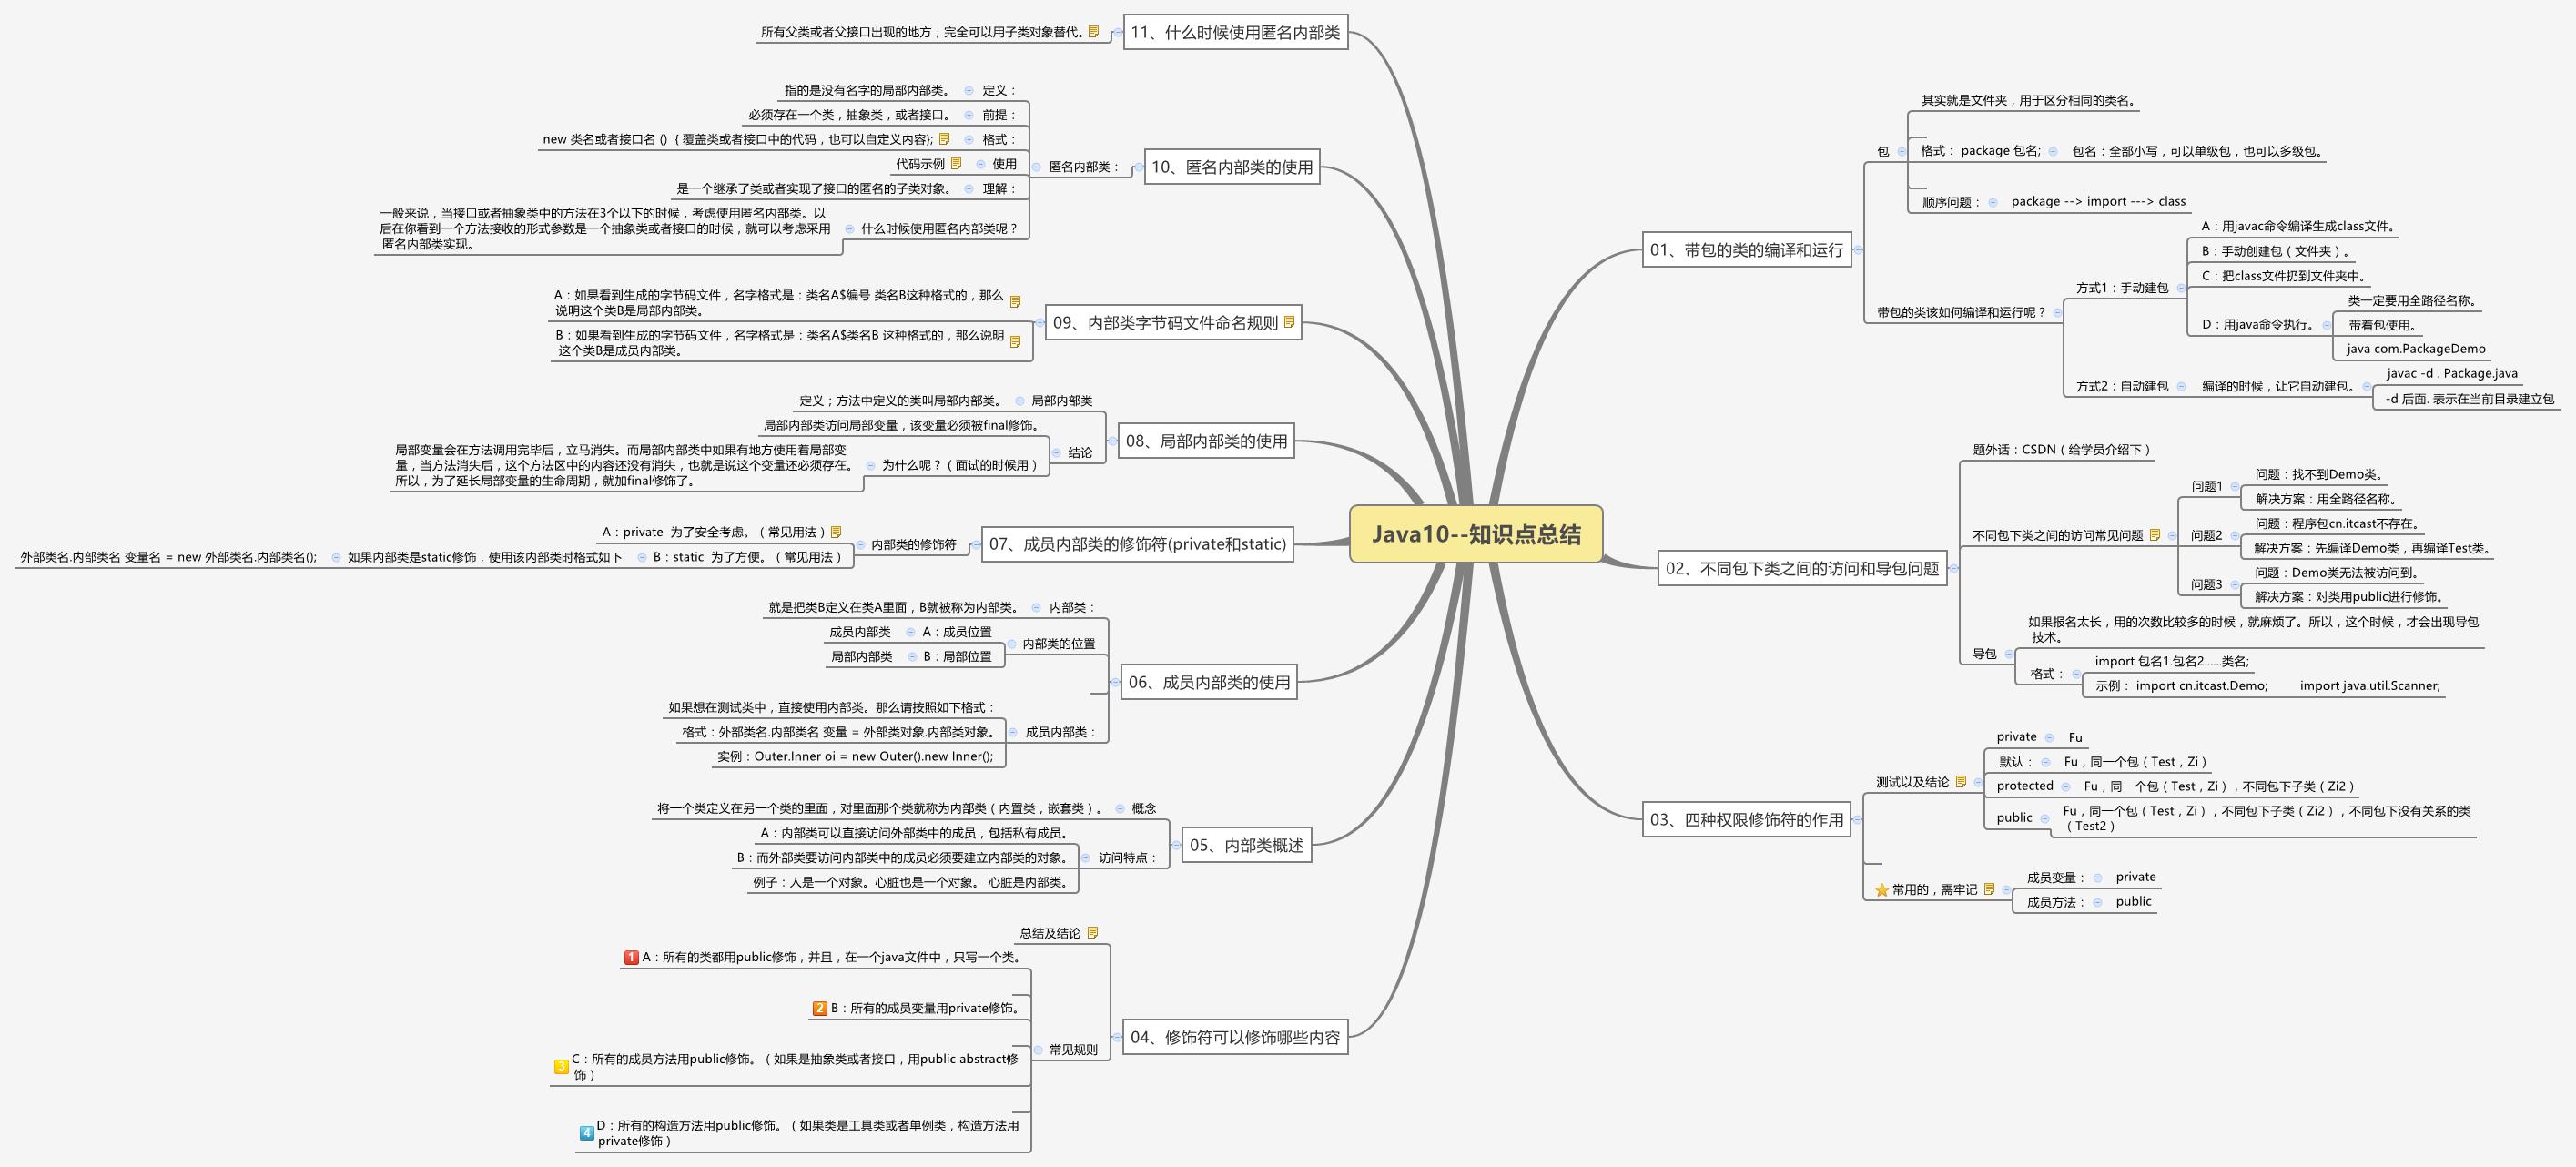 Java10--知识点总结
01、带包的类的编译和运行
包
其实就是文件夹，用于区分相同的类名。
格式： package 包名;
包名：全部小写，可以单级包，也可以多级包。
顺序问题：
package --> import ---> class
带包的类该如何编译和运行呢？
方式1：手动建包
A：用javac命令编译生成class文件。
B：手动创建包（文件夹）。
C：把class文件扔到文件夹中。
D：用java命令执行。
类一定要用全路径名称。
带着包使用。
java com.PackageDemo
方式2：自动建包
编译的时候，让它自动建包。
javac -d . Package.java
-d 后面. 表示在当前目录建立包
02、不同包下类之间的访问和导包问题
题外话：CSDN（给学员介绍下）
不同包下类之间的访问常见问题
问题1
问题：找不到Demo类。
解决方案：用全路径名称。
问题2
问题：程序包cn.itcast不存在。
解决方案：先编译Demo类，再编译Test类。
问题3
问题：Demo类无法被访问到。
解决方案：对类用public进行修饰。
导包
如果报名太长，用的次数比较多的时候，就麻烦了。所以，这个时候，才会出现导包
技术。
格式：
import 包名1.包名2......类名;
示例： import cn.itcast.Demo; import java.util.Scanner;
03、四种权限修饰符的作用
测试以及结论
private
Fu
默认：
Fu，同一个包（Test，Zi）
protected
Fu，同一个包（Test，Zi），不同包下子类（Zi2）
public
Fu，同一个包（Test，Zi），不同包下子类（Zi2），不同包下没有关系的类
（Test2）
常用的，需牢记
成员变量：
private
成员方法：
public
11、什么时候使用匿名内部类
所有父类或者父接口出现的地方，完全可以用子类对象替代。
10、匿名内部类的使用
匿名内部类：
定义：
指的是没有名字的局部内部类。
前提：
必须存在一个类，抽象类，或者接口。
格式：
new 类名或者接口名 () { 覆盖类或者接口中的代码，也可以自定义内容};
使用
代码示例
理解：
是一个继承了类或者实现了接口的匿名的子类对象。
什么时候使用匿名内部类呢？
一般来说，当接口或者抽象类中的方法在3个以下的时候，考虑使用匿名内部类。以
后在你看到一个方法接收的形式参数是一个抽象类或者接口的时候，就可以考虑采用
匿名内部类实现。
09、内部类字节码文件命名规则
A：如果看到生成的字节码文件，名字格式是：类名A$编号 类名B这种格式的，那么
说明这个类B是局部内部类。
B：如果看到生成的字节码文件，名字格式是：类名A$类名B 这种格式的，那么说明
这个类B是成员内部类。
08、局部内部类的使用
局部内部类
定义；方法中定义的类叫局部内部类。
结论
局部内部类访问局部变量，该变量必须被final修饰。
为什么呢？（面试的时候用）
局部变量会在方法调用完毕后，立马消失。而局部内部类中如果有地方使用着局部变
量，当方法消失后，这个方法区中的内容还没有消失，也就是说这个变量还必须存在。
所以，为了延长局部变量的生命周期，就加final修饰了。
07、成员内部类的修饰符(private和static)
内部类的修饰符
A：private 为了安全考虑。（常见用法）
B：static 为了方便。（常见用法）
如果内部类是static修饰，使用该内部类时格式如下
外部类名.内部类名 变量名 = new 外部类名.内部类名();
06、成员内部类的使用
内部类：
就是把类B定义在类A里面，B就被称为内部类。
内部类的位置
A：成员位置
成员内部类
B：局部位置
局部内部类
成员内部类：
如果想在测试类中，直接使用内部类。那么请按照如下格式：
格式：外部类名.内部类名 变量 = 外部类对象.内部类对象。
实例：Outer.Inner oi = new Outer().new Inner();
05、内部类概述
概念
将一个类定义在另一个类的里面，对里面那个类就称为内部类（内置类，嵌套类）。
访问特点：
A：内部类可以直接访问外部类中的成员，包括私有成员。
B：而外部类要访问内部类中的成员必须要建立内部类的对象。
例子：人是一个对象。心脏也是一个对象。 心脏是内部类。
04、修饰符可以修饰哪些内容
总结及结论
常见规则
1 A：所有的类都用public修饰，并且，在一个java文件中，只写一个类。
2 B：所有的成员变量用private修饰。
3 C：所有的成员方法用public修饰。（如果是抽象类或者接口，用public abstract修
饰）
4 D：所有的构造方法用public修饰。（如果类是工具类或者单例类，构造方法用
private修饰）